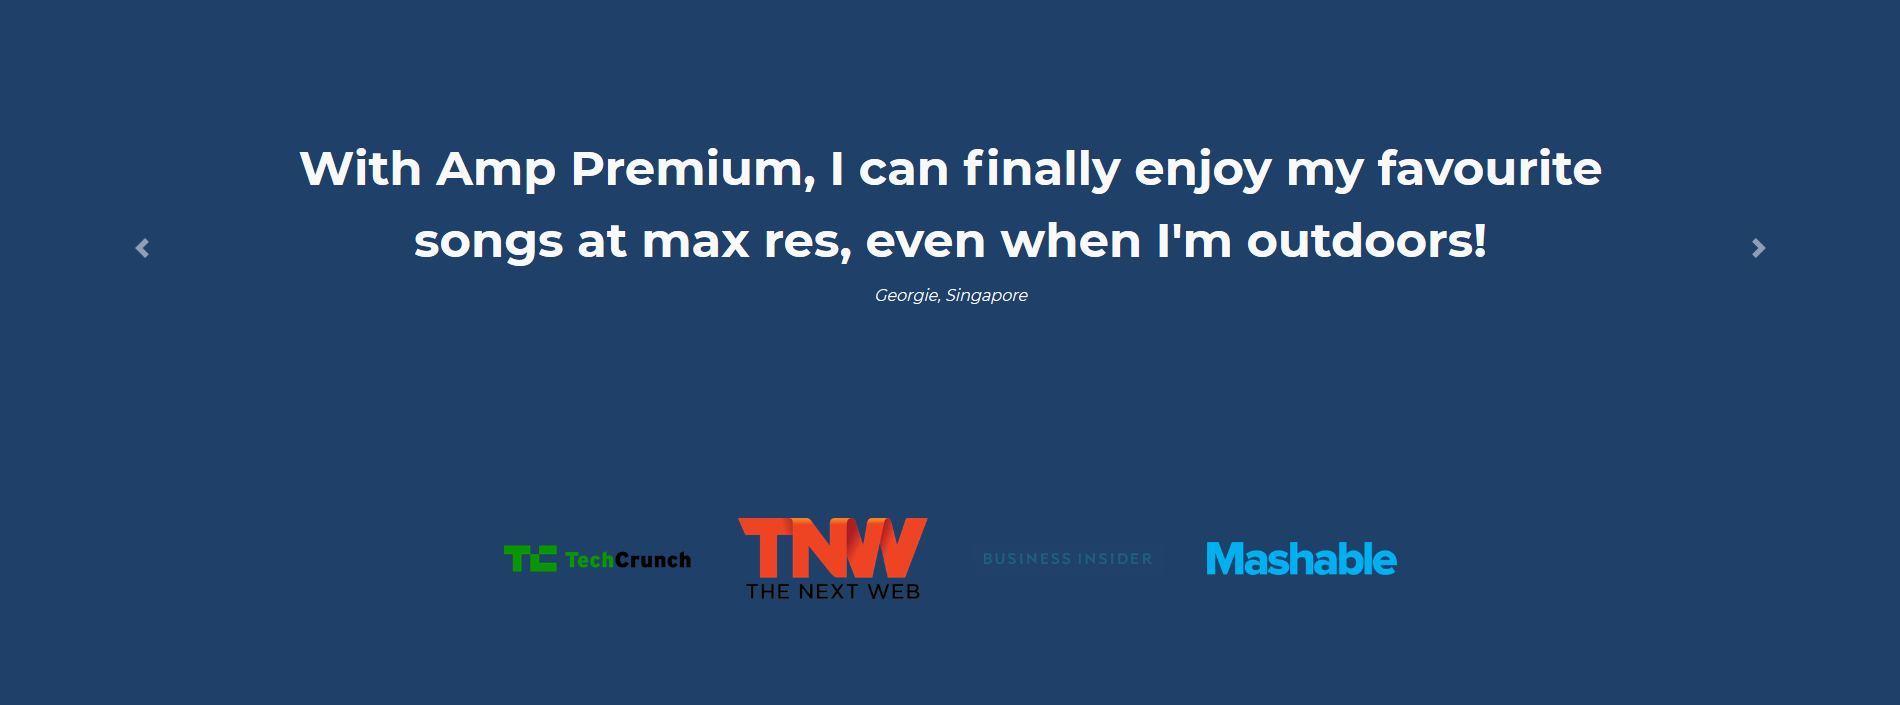 With Amp Premium, I can finally enjoy my favourite
songs at max res, even when I'm outdoors!
Georgie, Singapore
TC TechCrunch
TNW
THE NEXT WEB
BUSINESS INSIDER
Mashable